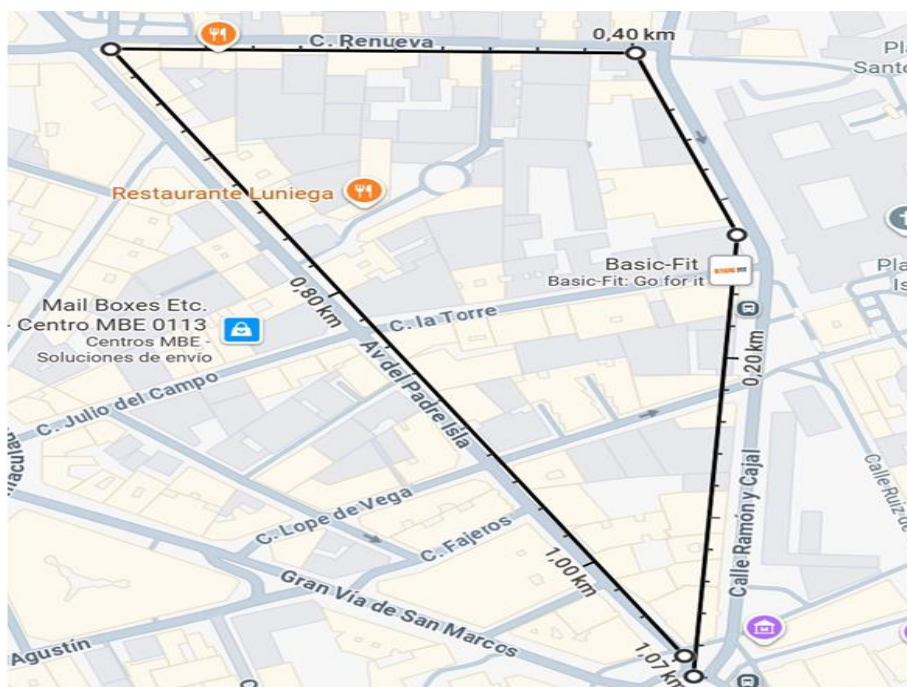 C. Renueva
0,40 km
Pla
Santo
Restaurante Luniega
Basic-Fit
Basic-Fit: Go for it
Pla
Is
Mail Boxes Etc.
- Centro MBE 0113
Centros MBE -
Soluciones de envío
0,80 km
C. la Torre
0,20 km
Av del Padre Isla
C. Julio del Campo
Calle Ramón y Cajal
Calle Ruiz de
C. Lope de Vega
C. Fajeros
1,00 km
Gran Vía de San Marcos
Agustín
1,07 km